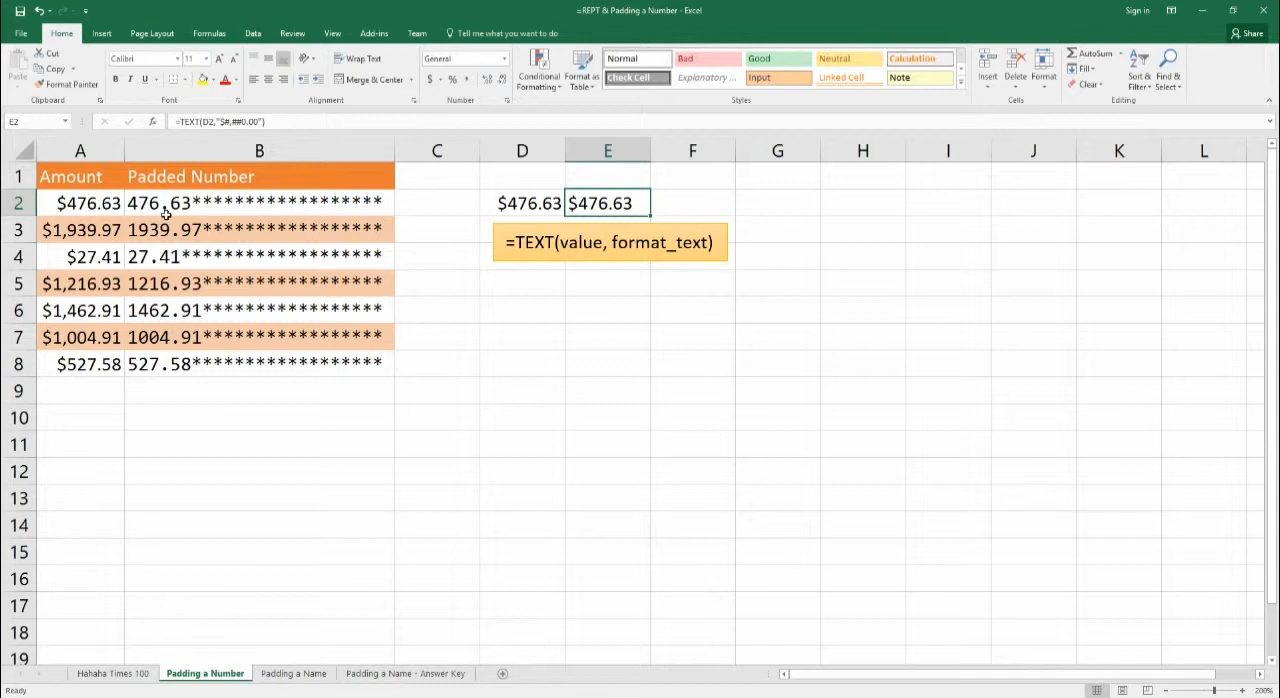 =REPT & Padding a Number - Excel
Sign in
File Home Insert Page Layout Formulas Data Review View Add-ins Team Tell me what you want to do Share
Paste
Cut
Copy
Format Painter
Clipboard
Calibri 11
B I U
Font
Wrap Text
Merge & Center
Alignment
General
$ % ,
Number
Conditional Formatting
Format as Table
Normal Bad Good Neutral Calculation
Check Cell Explanatory ... Input Linked Cell Note
Styles
Insert Delete Format
Cells
AutoSum
Fill
Clear
Sort & Filter
Find & Select
Editing
E2 fx =TEXT(D2,"$#,##0.00")
A B C D E F G H I J K L
1 Amount Padded Number
2 $476.63 476.63****************** $476.63 $476.63
3 $1,939.97 1939.97*****************
=TEXT(value, format_text)
4 $27.41 27.41*******************
5 $1,216.93 1216.93*****************
6 $1,462.91 1462.91*****************
7 $1,004.91 1004.91*****************
8 $527.58 527.58******************
9
10
11
12
13
14
15
16
17
18
19
Hahaha Times 100 Padding a Number Padding a Name Padding a Name - Answer Key
Ready
200%